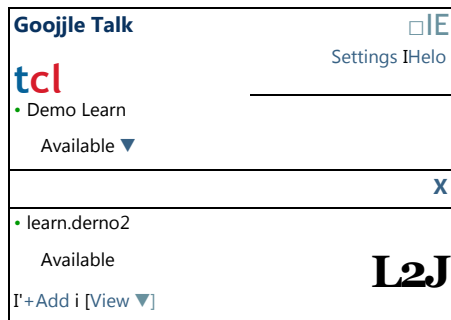 Goojjle Talk
□IE
Settings IHelo
tcl
• Demo Learn
Available ▼
X
• learn.derno2
Available
L2J
I'+Add i [View ▼]